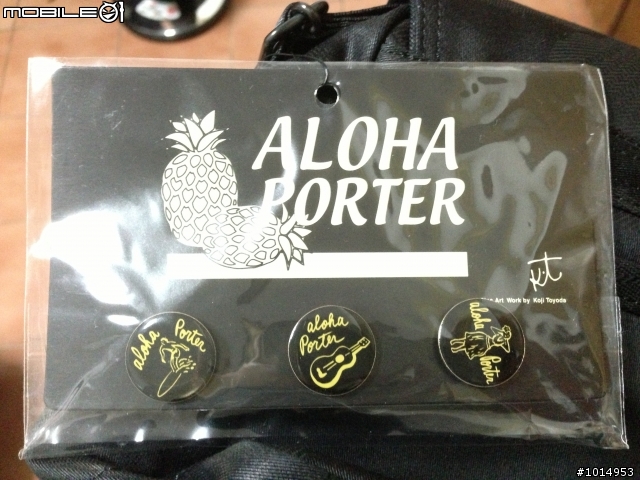 MOBILE01
ALOHA
PORTER
K.T
Art Work by Koji Toyoda
aloha Porter
aloha
Porter
aloha
Porter
#1014953